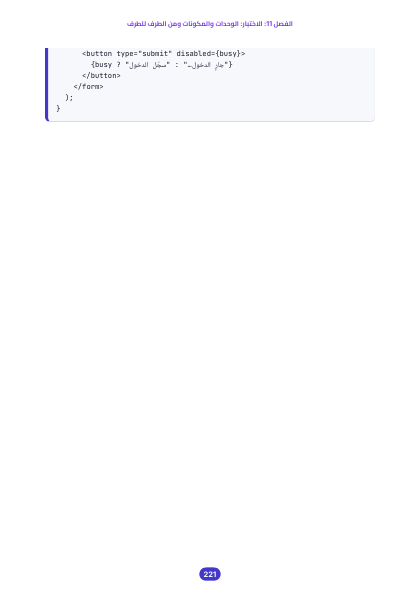 الفصل 11: الاختبار: الوحدات والمكونات ومن الطرف للطرف
<button type="submit" disabled={busy}>
{busy ? "جارٍ الدخول…" : "سجّل الدخول"}
</button>
</form>
);
}
221